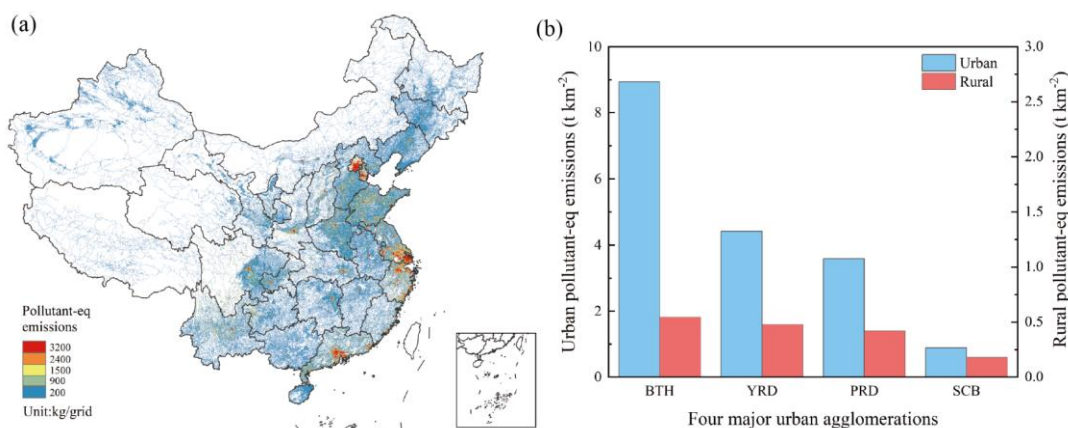 (a)
Pollutant-eq
emissions
3200
2400
1500
900
200
Unit:kg/grid
(b)
Urban pollutant-eq emissions (t km⁻²)
10
8
6
4
2
0
Urban
Rural
3.0
2.5
2.0
1.5
1.0
0.5
0.0
Rural pollutant-eq emissions (t km⁻²)
BTH YRD PRD SCB
Four major urban agglomerations